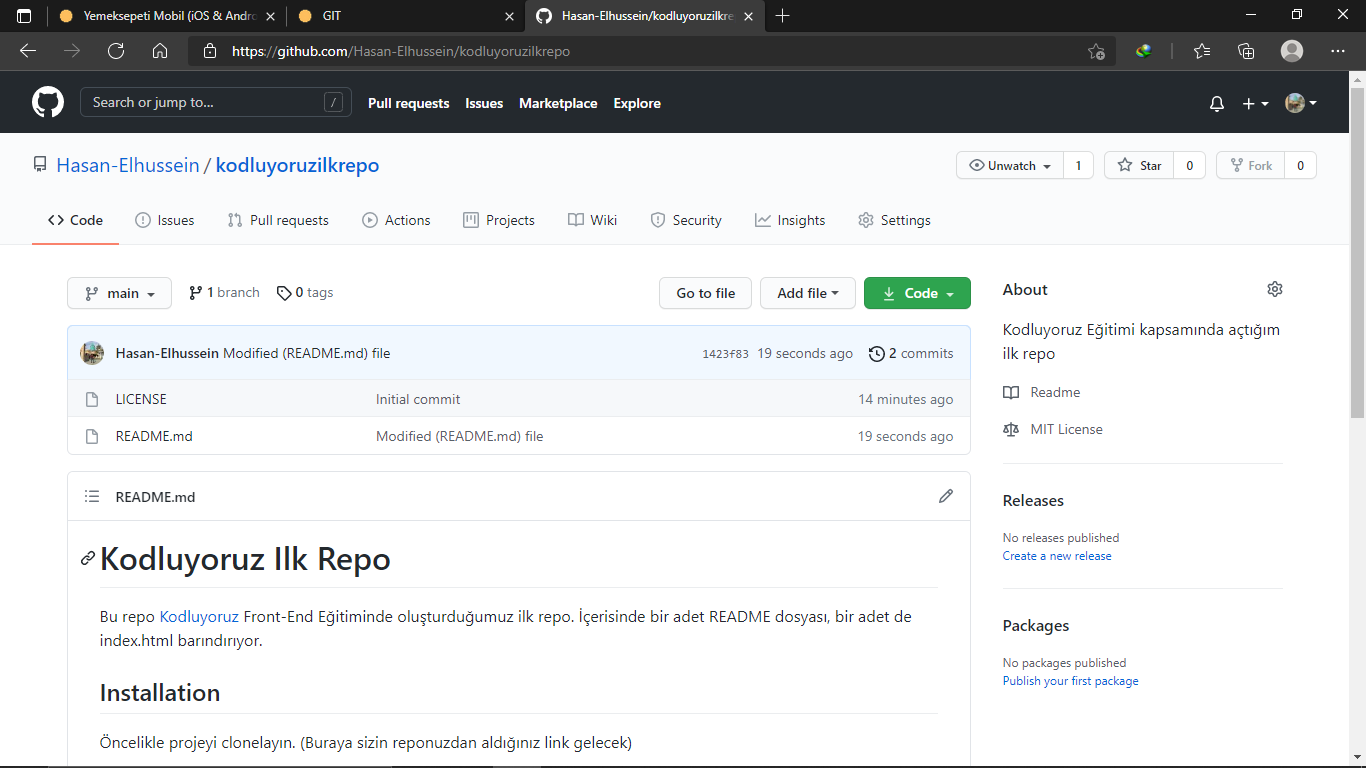 Yemeksepeti Mobil (iOS & Andro
GIT
Hasan-Elhussein/kodluyoruzilkre
https://github.com/Hasan-Elhussein/kodluyoruzilkrepo
Search or jump to...
/
Pull requests
Issues
Marketplace
Explore
Hasan-Elhussein / kodluyoruzilkrepo
Unwatch
1
Star
0
Fork
0
Code
Issues
Pull requests
Actions
Projects
Wiki
Security
Insights
Settings
main
1 branch
0 tags
Go to file
Add file
Code
Hasan-Elhussein Modified (README.md) file
1423f83 19 seconds ago
2 commits
LICENSE
Initial commit
14 minutes ago
README.md
Modified (README.md) file
19 seconds ago
README.md
Kodluyoruz Ilk Repo
Bu repo Kodluyoruz Front-End Eğitiminde oluşturduğumuz ilk repo. İçerisinde bir adet README dosyası, bir adet de
index.html barındırıyor.
Installation
Öncelikle projeyi clonelayın. (Buraya sizin reponuzdan aldığınız link gelecek)
About
Kodluyoruz Eğitimi kapsamında açtığım
ilk repo
Readme
MIT License
Releases
No releases published
Create a new release
Packages
No packages published
Publish your first package